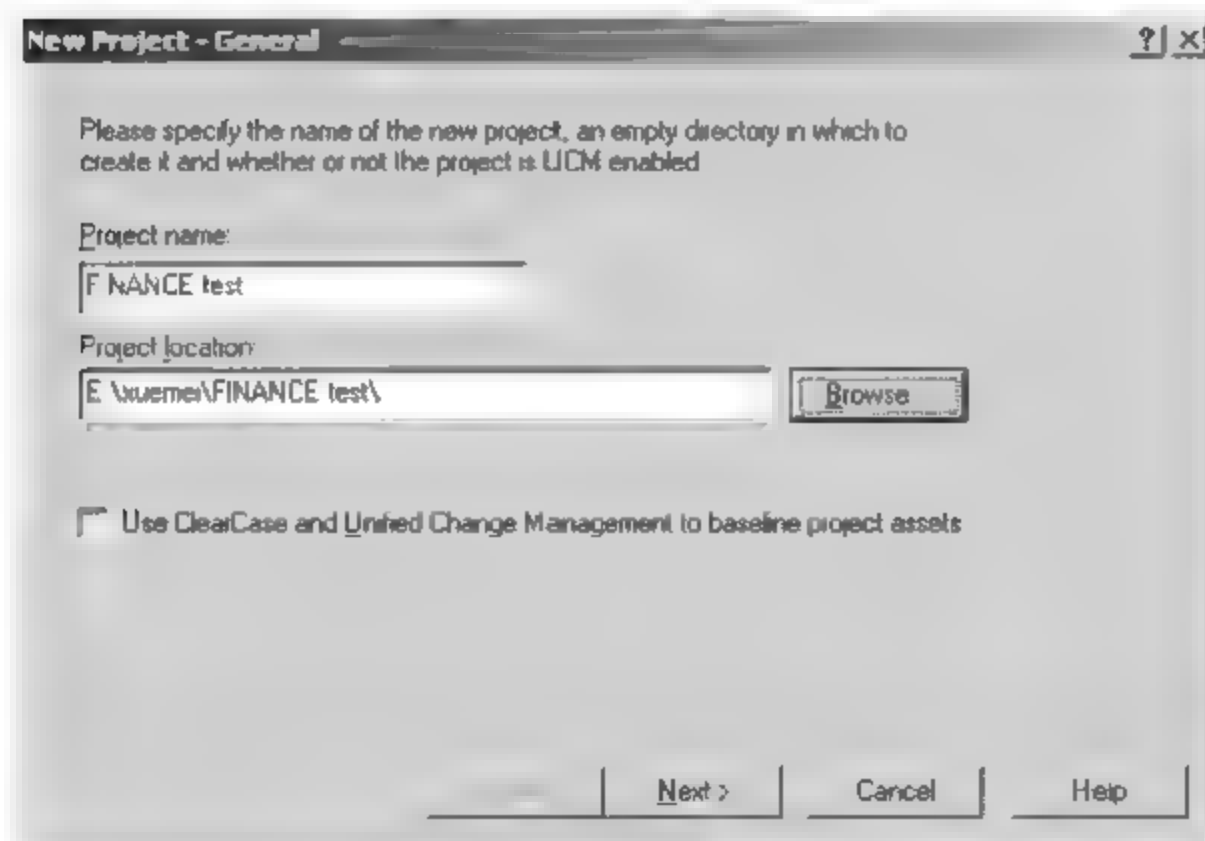 New Project - General
Please specify the name of the new project, an empty directory in which to
create it and whether or not the project is UCM enabled
Project name:
F NANCE test
Project location:
E \xuemei\FINANCE test\
Browse
Use ClearCase and Unified Change Management to baseline project assets
Next >
Cancel
Help